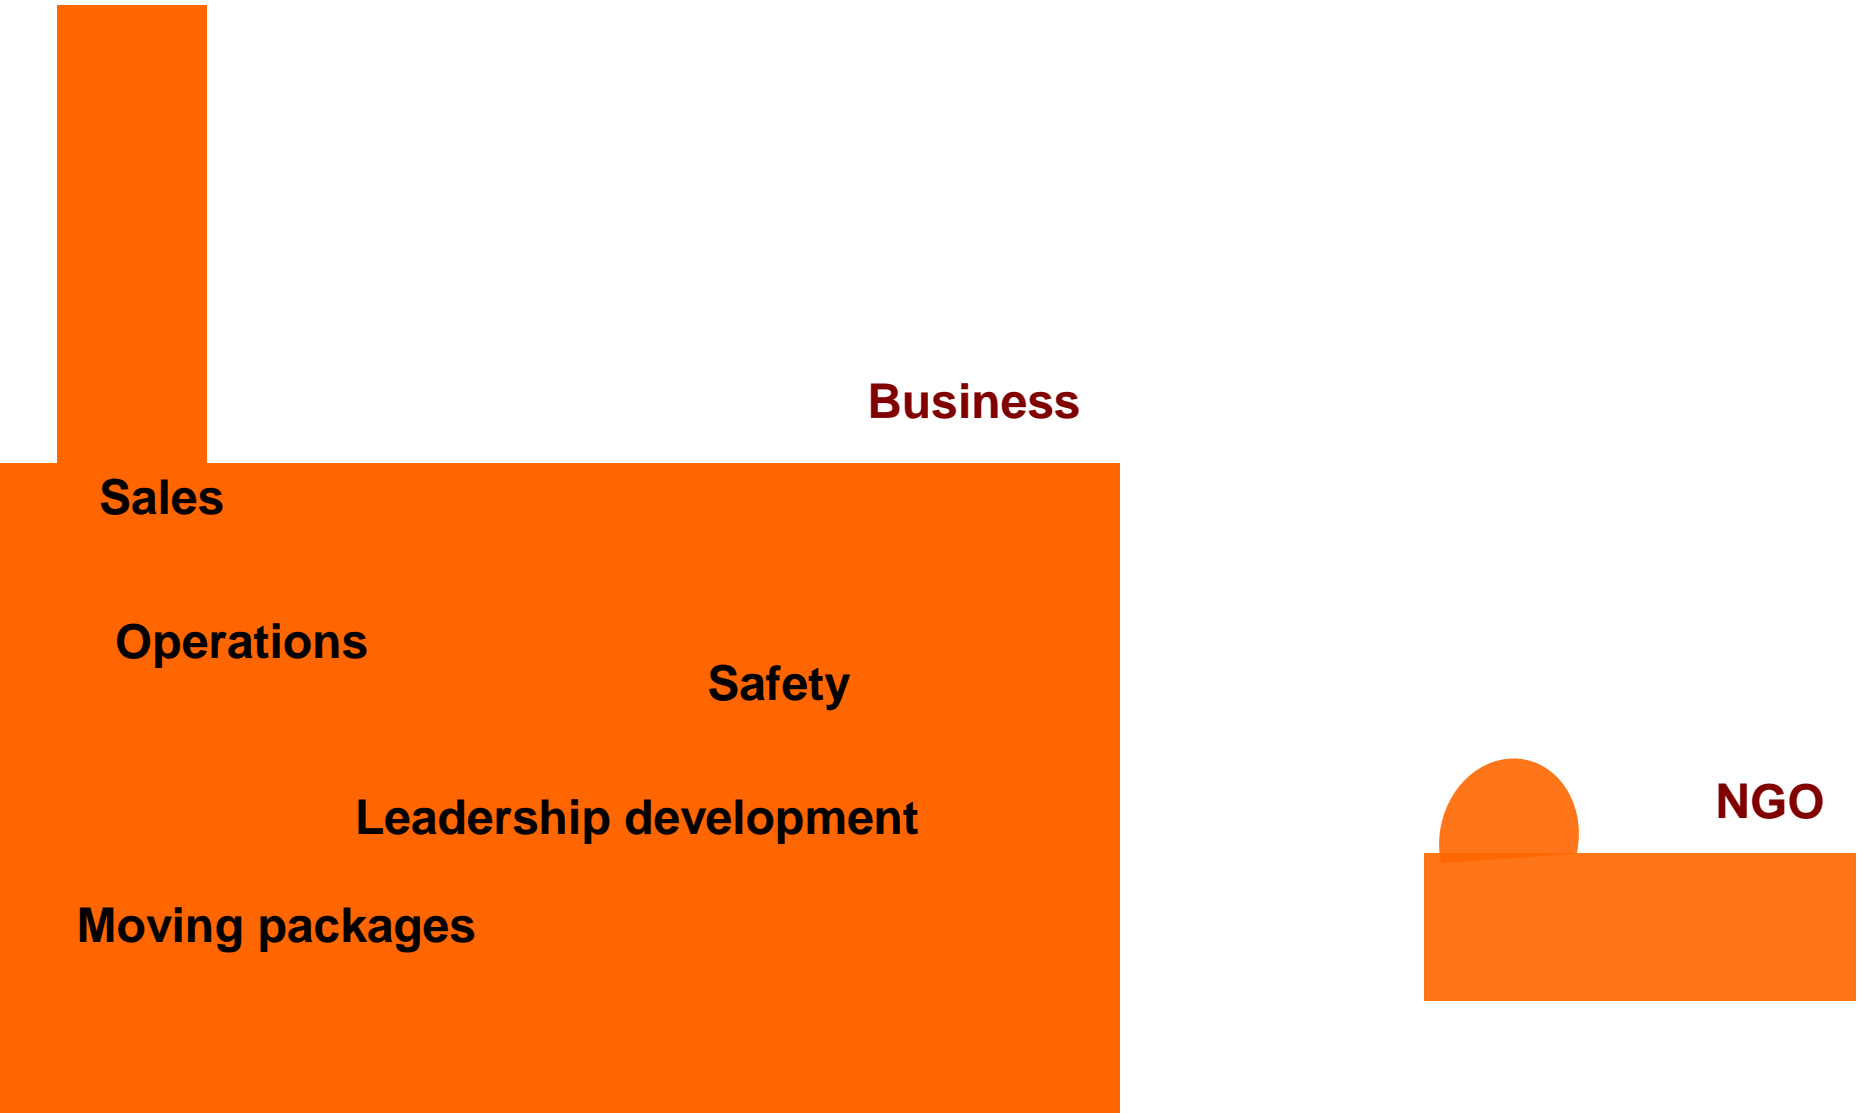 Business
Sales
Operations
Safety
Leadership development
Moving packages
NGO